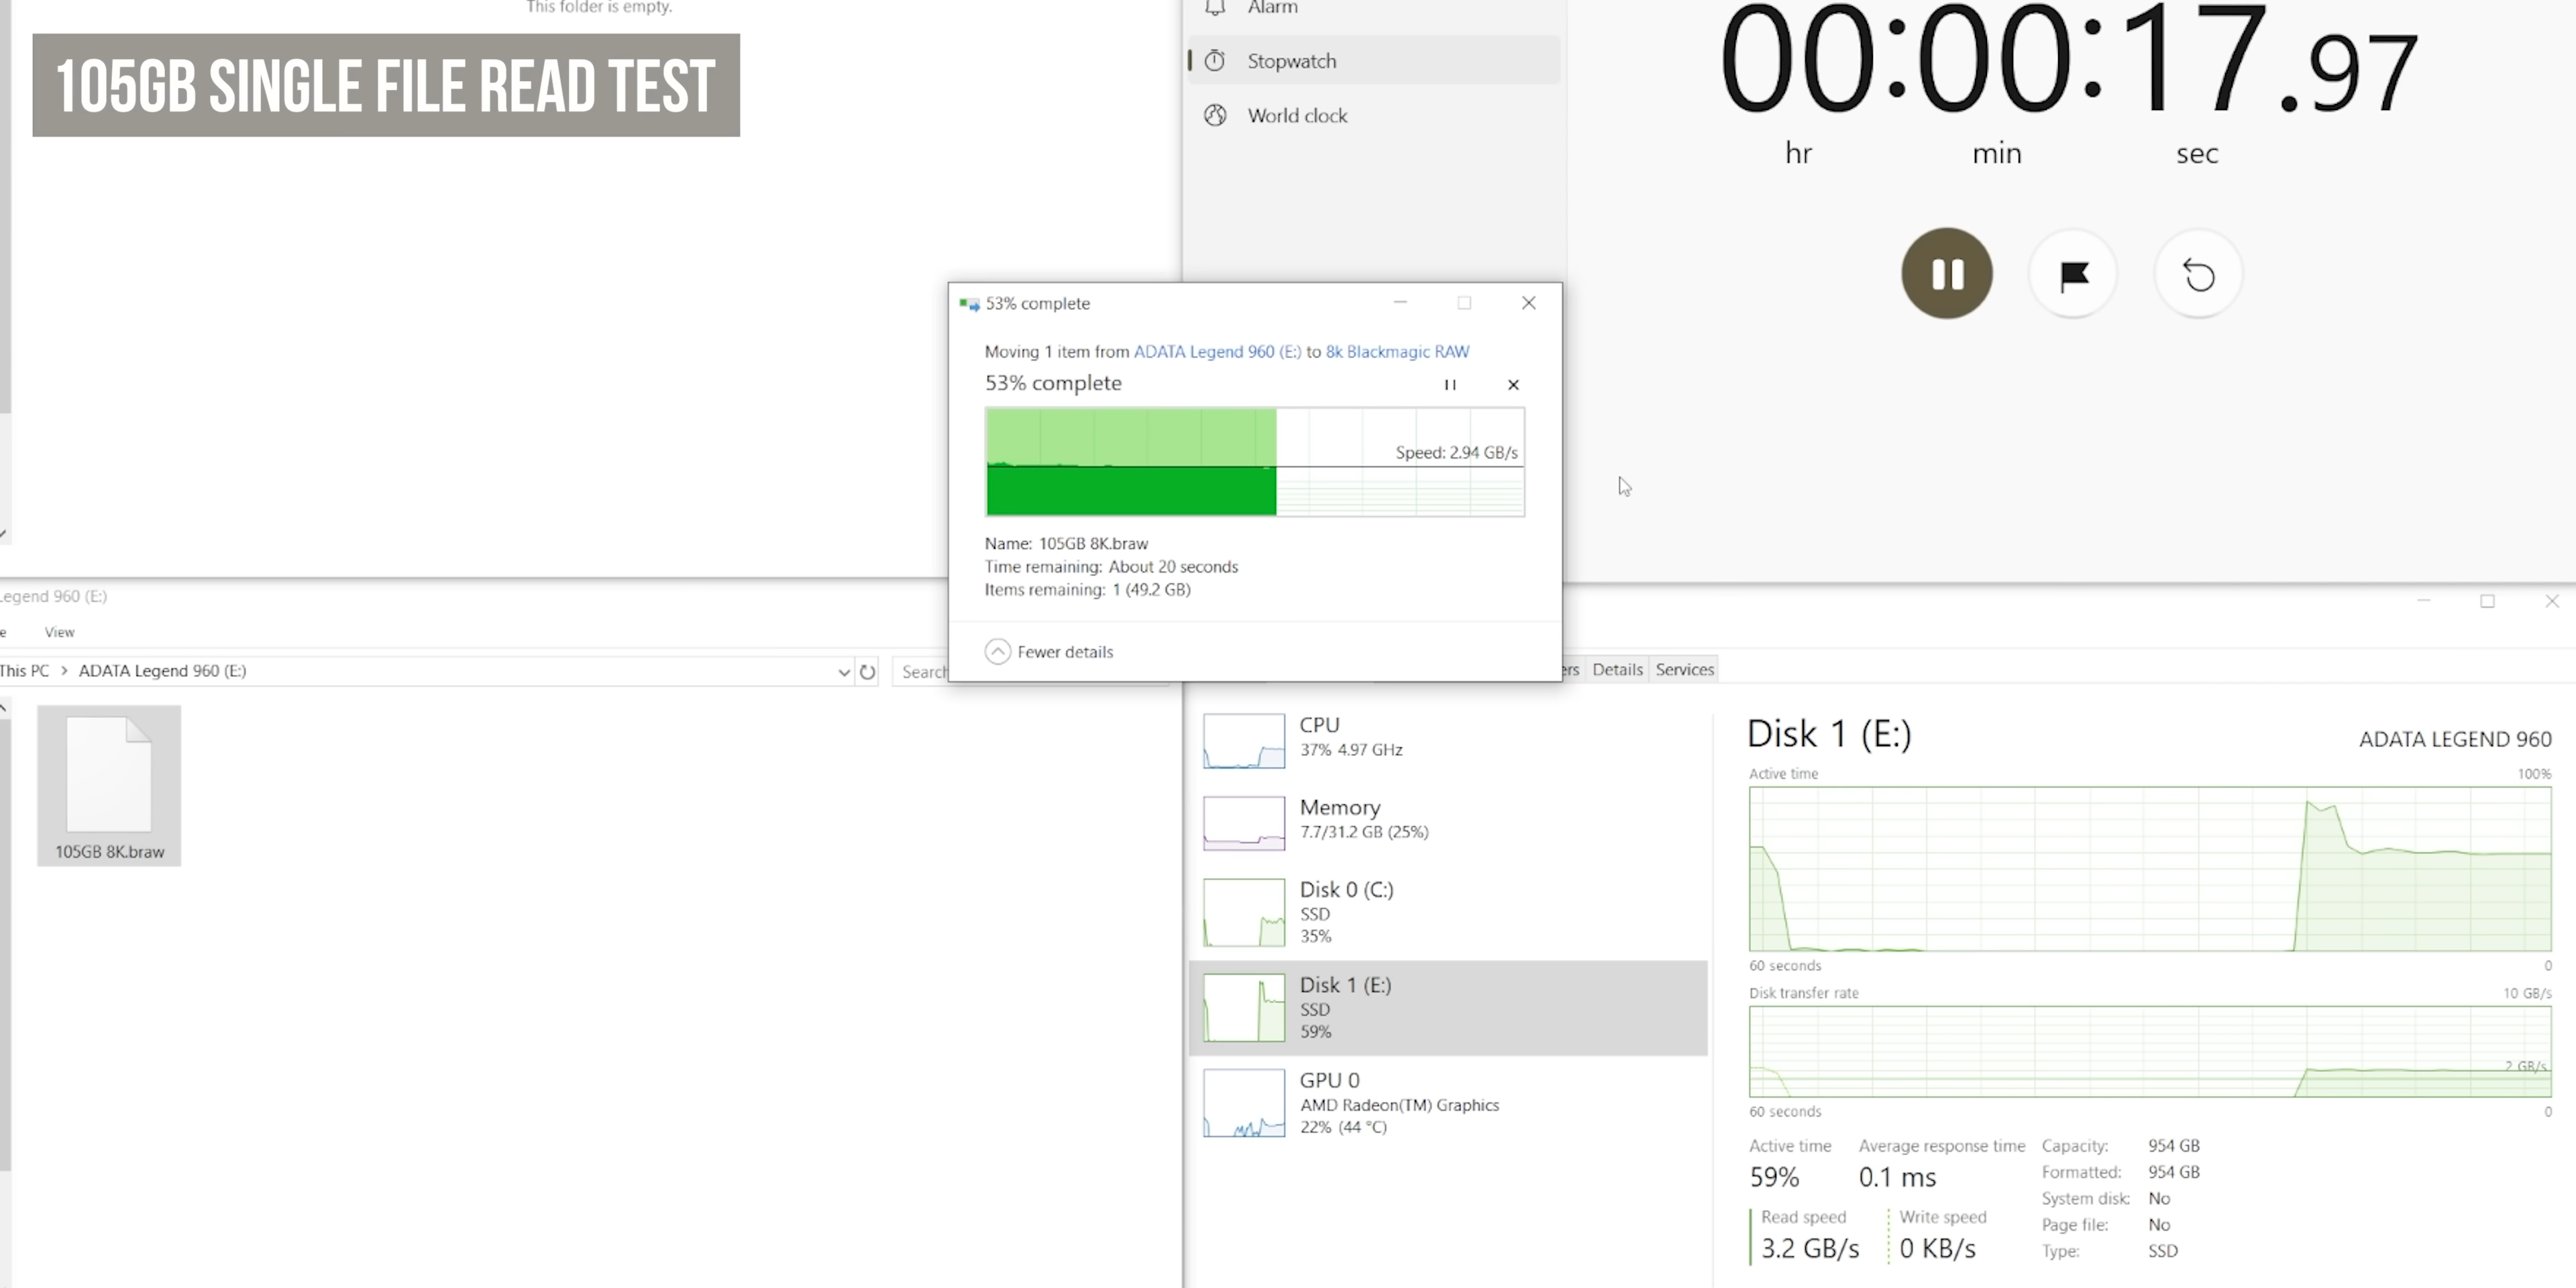 This folder is empty.
105GB SINGLE FILE READ TEST
Alarm
Stopwatch
World clock
00:00:17.97
hr min sec
53% complete
Moving 1 item from ADATA Legend 960 (E:) to 8k Blackmagic RAW
53% complete
Speed: 2.94 GB/s
Name: 105GB 8K.braw
Time remaining: About 20 seconds
Items remaining: 1 (49.2 GB)
Fewer details
Legend 960 (E:)
View
This PC > ADATA Legend 960 (E:)
Search
105GB 8K.braw
Details Services
CPU
37% 4.97 GHz
Memory
7.7/31.2 GB (25%)
Disk 0 (C:)
SSD
35%
Disk 1 (E:)
SSD
59%
GPU 0
AMD Radeon(TM) Graphics
22% (44 °C)
Disk 1 (E:)
ADATA LEGEND 960
Active time 100%
60 seconds 0
Disk transfer rate 10 GB/s
2 GB/s
60 seconds 0
Active time
59%
Average response time
0.1 ms
Read speed
3.2 GB/s
Write speed
0 KB/s
Capacity: 954 GB
Formatted: 954 GB
System disk: No
Page file: No
Type: SSD